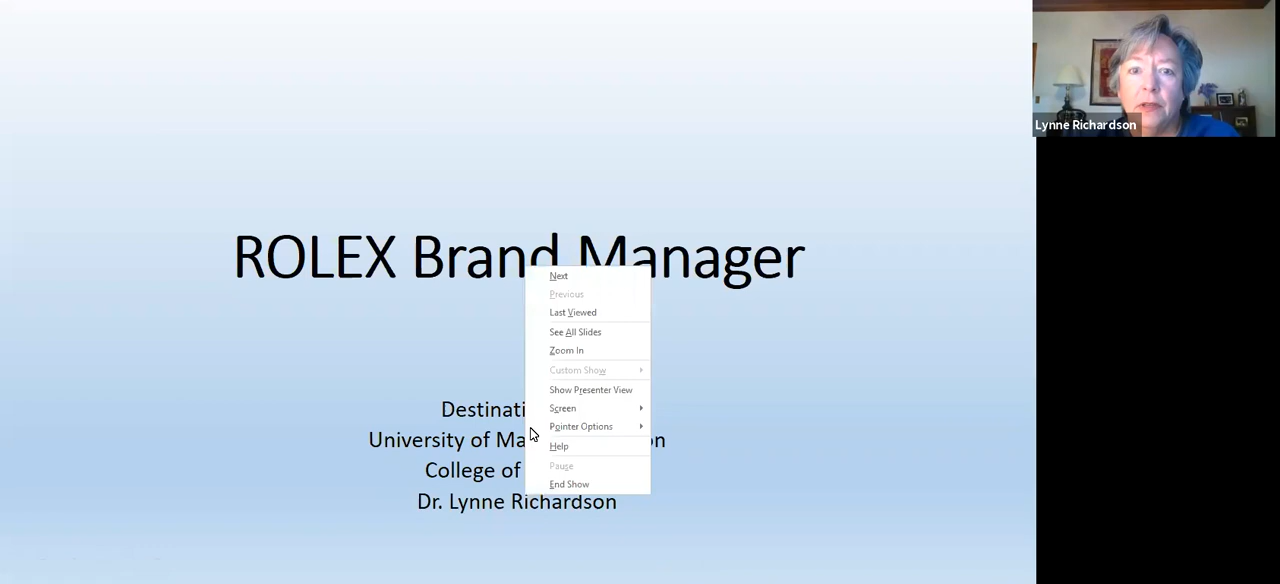 ROLEX Brand Manager
Next
Previous
Last Viewed
See All Slides
Zoom In
Custom Show
Show Presenter View
Screen
Pointer Options
Help
Pause
End Show
Destinati
University of Ma on
College of
Dr. Lynne Richardson
Lynne Richardson